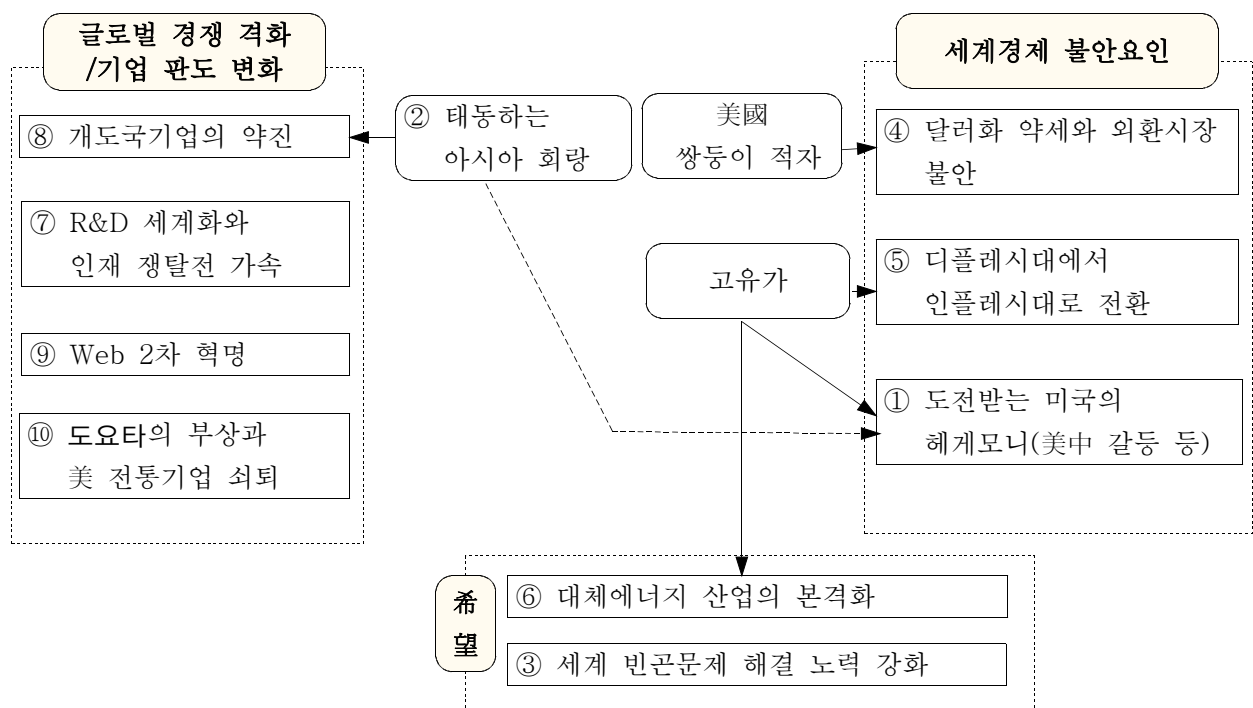 글로벌 경쟁 격화
/기업 판도 변화
⑧ 개도국기업의 약진
⑦ R&D 세계화와
인재 쟁탈전 가속
⑨ Web 2차 혁명
⑩ 도요타의 부상과
美 전통기업 쇠퇴
② 태동하는
아시아 회랑
美國
쌍둥이 적자
고유가
세계경제 불안요인
④ 달러화 약세와 외환시장
불안
⑤ 디플레시대에서
인플레시대로 전환
① 도전받는 미국의
헤게모니(美中 갈등 등)
希
望
⑥ 대체에너지 산업의 본격화
③ 세계 빈곤문제 해결 노력 강화